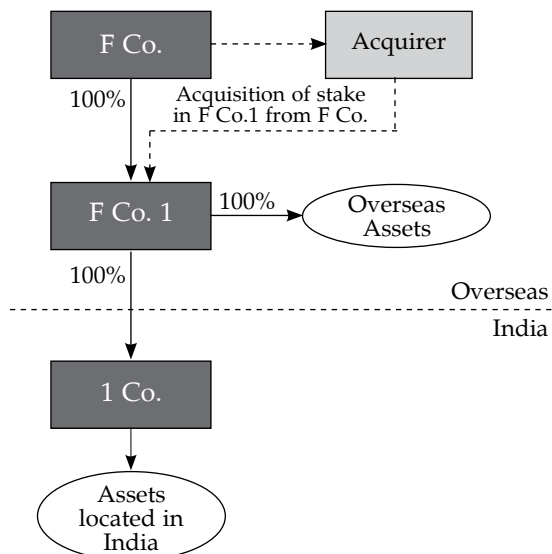 F Co.
Acquirer
100%
Acquisition of stake
in F Co.1 from F Co.
F Co. 1
100%
Overseas
Assets
100%
Overseas
India
1 Co.
Assets
located in
India